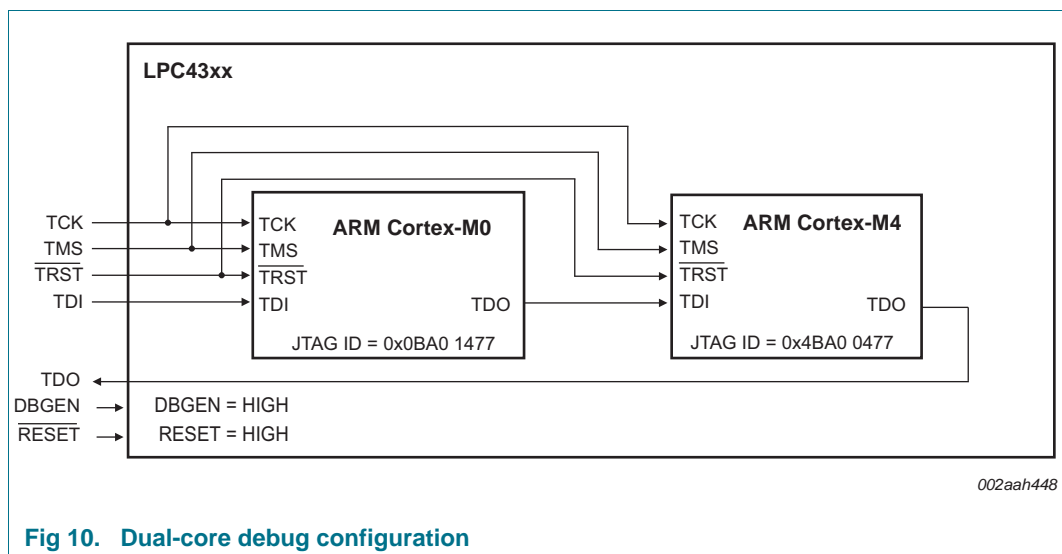 LPC43xx
TCK
TMS
TRST
TDI
TCK
TMS
TRST
TDI
ARM Cortex-M0
TDO
JTAG ID = 0x0BA0 1477
TCK
TMS
TRST
TDI
ARM Cortex-M4
TDO
JTAG ID = 0x4BA0 0477
TDO
DBGEN
DBGEN = HIGH
RESET
RESET = HIGH
002aah448
Fig 10. Dual-core debug configuration